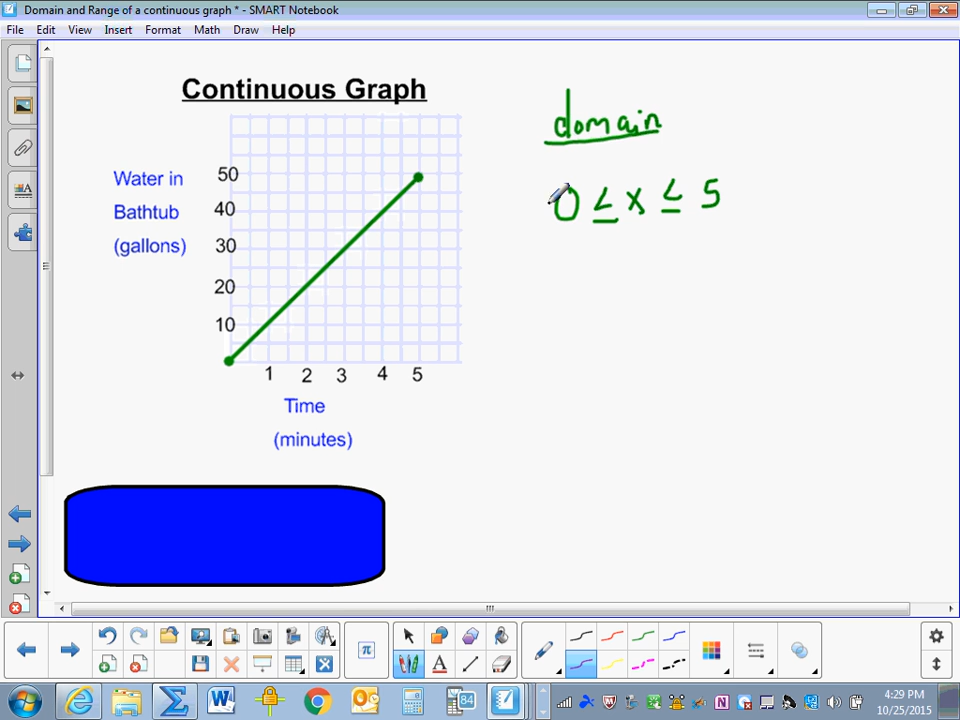 Domain and Range of a continuous graph * - SMART Notebook
File Edit View Insert Format Math Draw Help
Continuous Graph
Water in
Bathtub
(gallons)
50
40
30
20
10
1 2 3 4 5
Time
(minutes)
domain
0 ≤ x ≤ 5
84
4:29 PM
10/25/2015